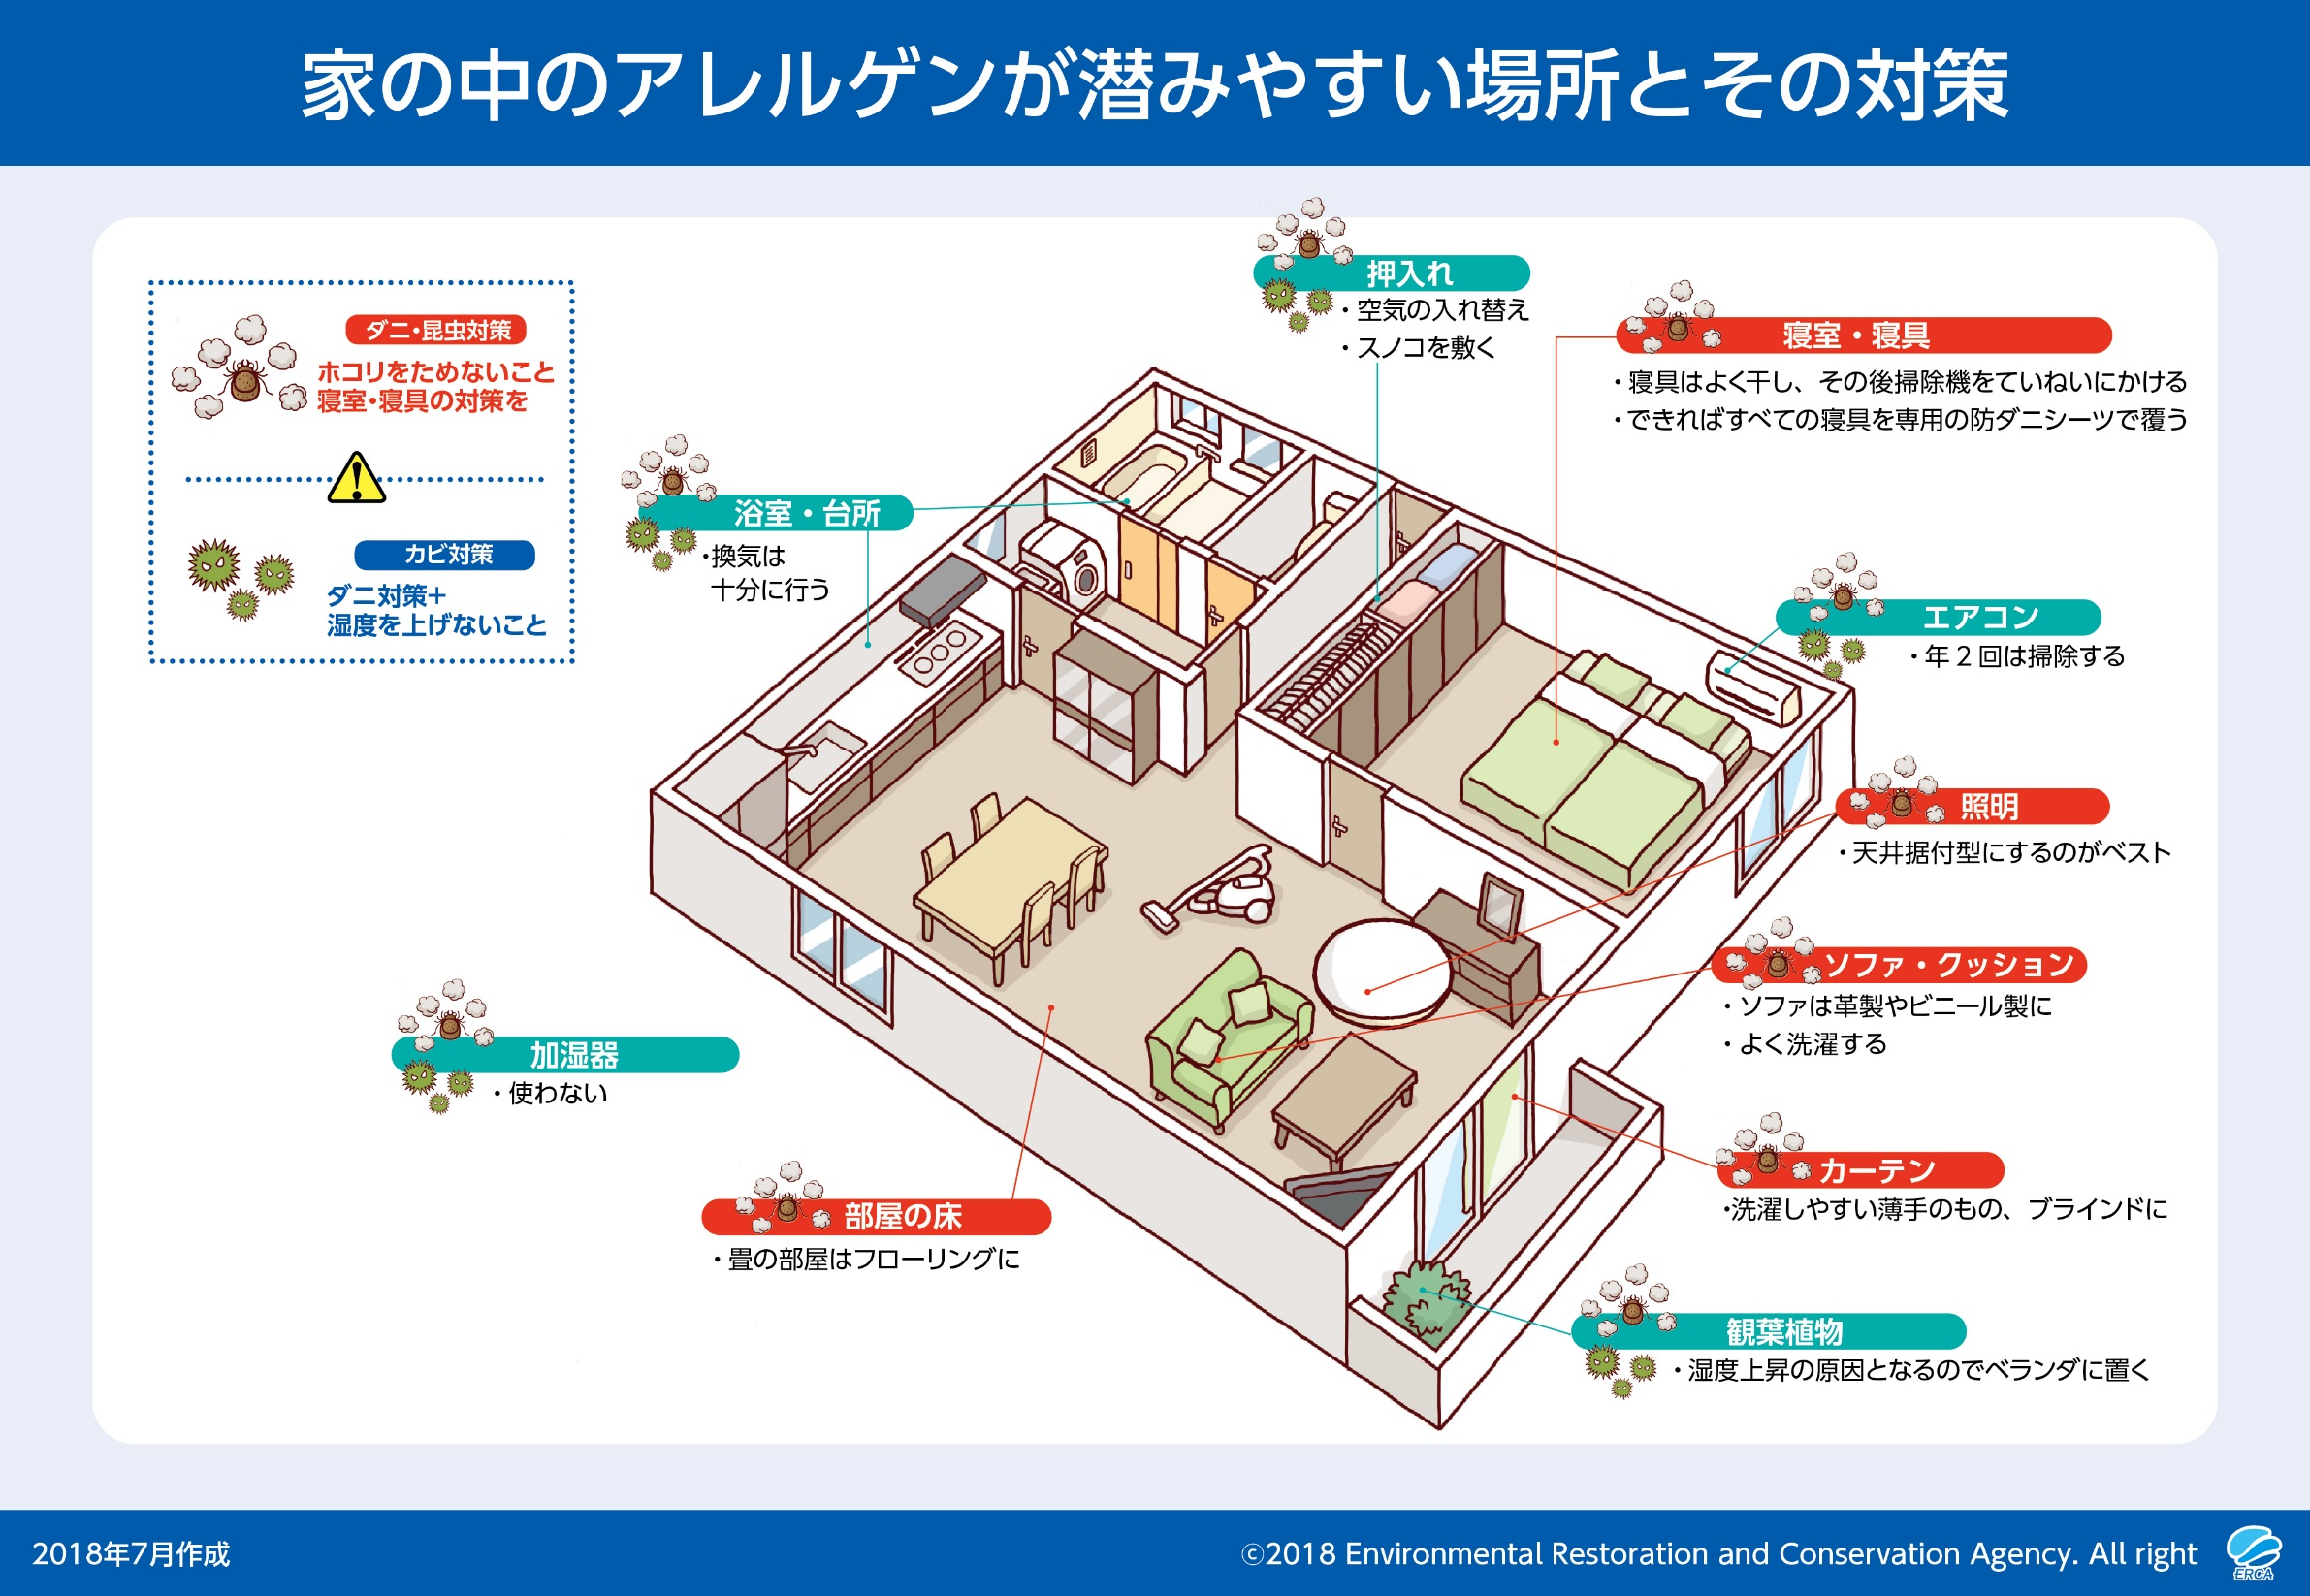 家の中のアレルゲンが潜みやすい場所とその対策
ダニ・昆虫対策
ホコリをためないこと
寝室・寝具の対策を
カビ対策
ダニ対策+
湿度を上げないこと
押入れ
・空気の入れ替え
・スノコを敷く
寝室・寝具
・寝具はよく干し、その後掃除機をていねいにかける
・できればすべての寝具を専用の防ダニシーツで覆う
浴室・台所
・換気は
十分に行う
エアコン
・年2回は掃除する
照明
・天井据付型にするのがベスト
ソファ・クッション
・ソファは革製やビニール製に
・よく洗濯する
加湿器
・使わない
カーテン
・洗濯しやすい薄手のもの、ブラインドに
部屋の床
・畳の部屋はフローリングに
観葉植物
・湿度上昇の原因となるのでベランダに置く
2018年7月作成
©2018 Environmental Restoration and Conservation Agency. All right
ERCA